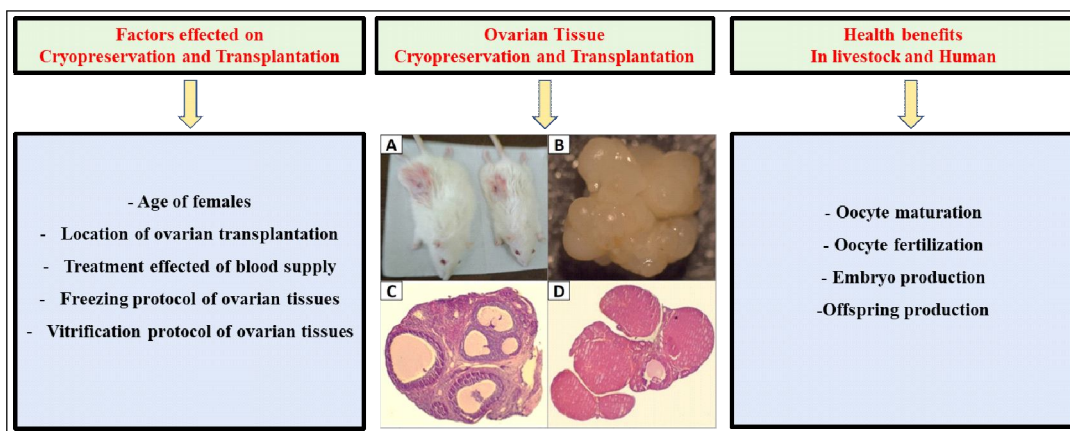 Factors effected on
Cryopreservation and Transplantation
- Age of females
- Location of ovarian transplantation
- Treatment effected of blood supply
- Freezing protocol of ovarian tissues
- Vitrification protocol of ovarian tissues
Ovarian Tissue
Cryopreservation and Transplantation
A
B
C
D
Health benefits
In livestock and Human
- Oocyte maturation
- Oocyte fertilization
- Embryo production
-Offspring production